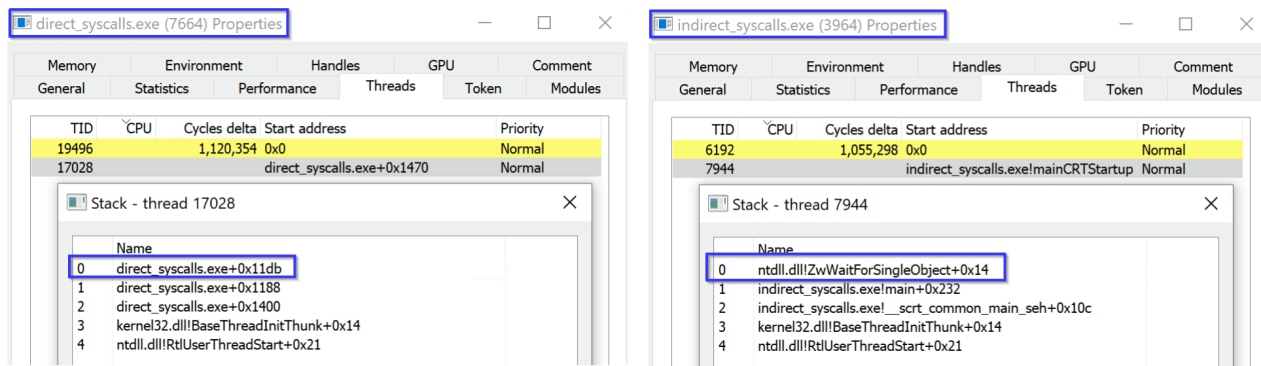 direct_syscalls.exe (7664) Properties
Memory Environment Handles GPU Comment
General Statistics Performance Threads Token Modules
TID CPU Cycles delta Start address Priority
19496 1,120,354 0x0 Normal
17028 direct_syscalls.exe+0x1470 Normal
Stack - thread 17028
Name
0 direct_syscalls.exe+0x11db
1 direct_syscalls.exe+0x1188
2 direct_syscalls.exe+0x1400
3 kernel32.dll!BaseThreadInitThunk+0x14
4 ntdll.dll!RtlUserThreadStart+0x21
indirect_syscalls.exe (3964) Properties
Memory Environment Handles GPU Comment
General Statistics Performance Threads Token Modules
TID CPU Cycles delta Start address Priority
6192 1,055,298 0x0 Normal
7944 indirect_syscalls.exe!mainCRTStartup Normal
Stack - thread 7944
Name
0 ntdll.dll!ZwWaitForSingleObject+0x14
1 indirect_syscalls.exe!main+0x232
2 indirect_syscalls.exe!__scrt_common_main_seh+0x10c
3 kernel32.dll!BaseThreadInitThunk+0x14
4 ntdll.dll!RtlUserThreadStart+0x21